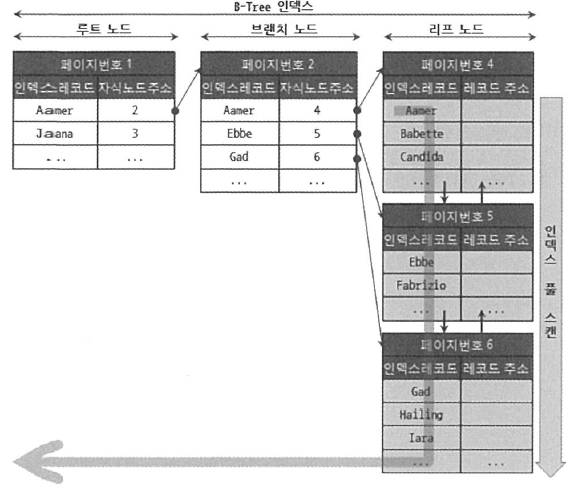 B-Tree 인덱스
루트 노드
브랜치 노드
리프 노드
페이지번호 1
인덱스레코드 자식노드주소
Aamer 2
Jamana 3
... ...
페이지번호 2
인덱스레코드 자식노드주소
Aamer 4
Ebbe 5
Gad 6
... ...
페이지번호 4
인덱스레코드 레코드 주소
Aamer
Babette
Candida
... ...
페이지번호 5
인덱스레코드 레코드 주소
Ebbe
Fabrizio
... ...
페이지번호 6
인덱스레코드 레코드 주소
Gad
Hailing
Iara
... ...
인덱스 풀 스캔